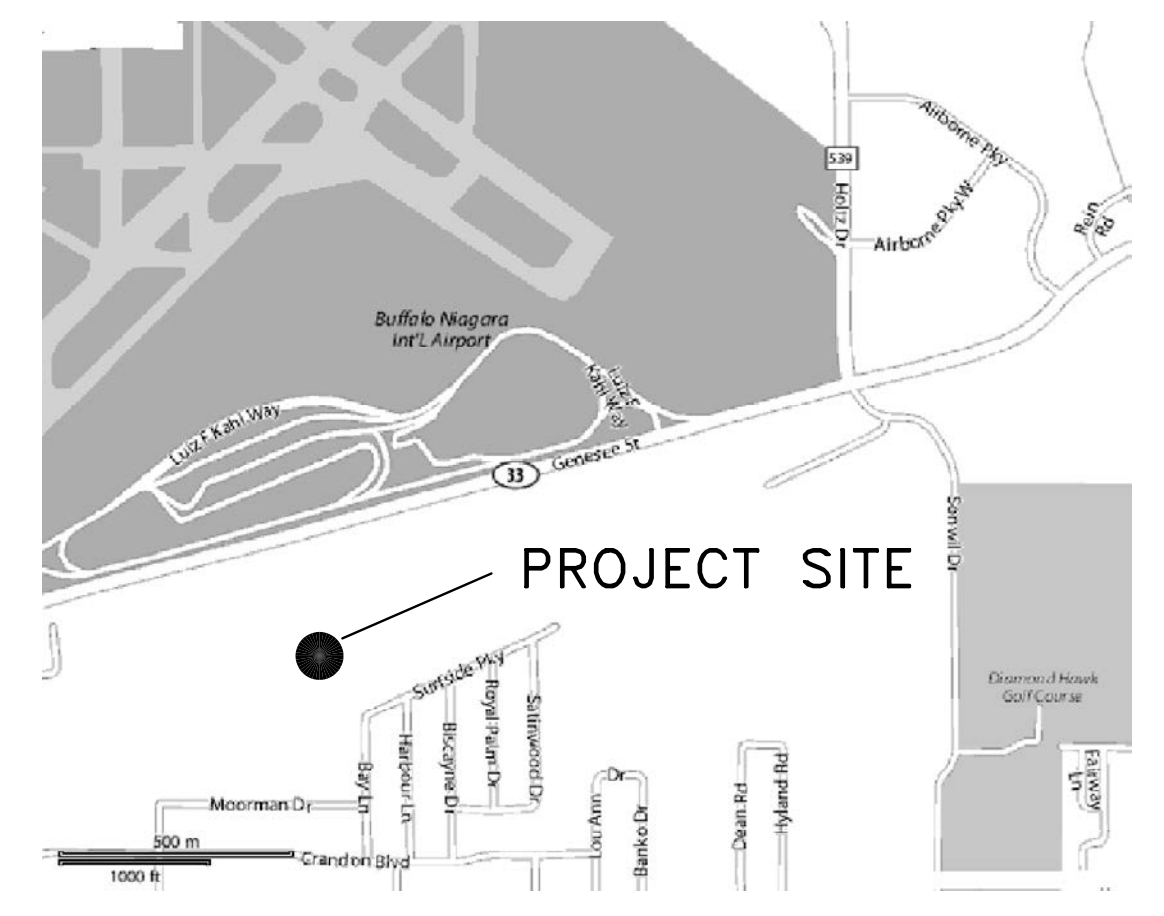 Airborne Pky
539
Holtz Dr
Airborne Pky W
Rein
Rd
Buffalo Niagara
Int'L Airport
Luiz F
Kahl Way
Luiz F Kahl Way
Genesee St
33
Sonwil Dr
PROJECT SITE
Surfside Pky
Diamond Hawk
Golf Course
Royal Palm Dr
Satinwood Dr
Biscayne Dr
Harbour Ln
Bay Ln
Moorman Dr
Dr
Lou Ann
Banko Dr
Dean Rd
Hyland Rd
Fairway
Ln
500 m
Crandon Blvd
1000 ft